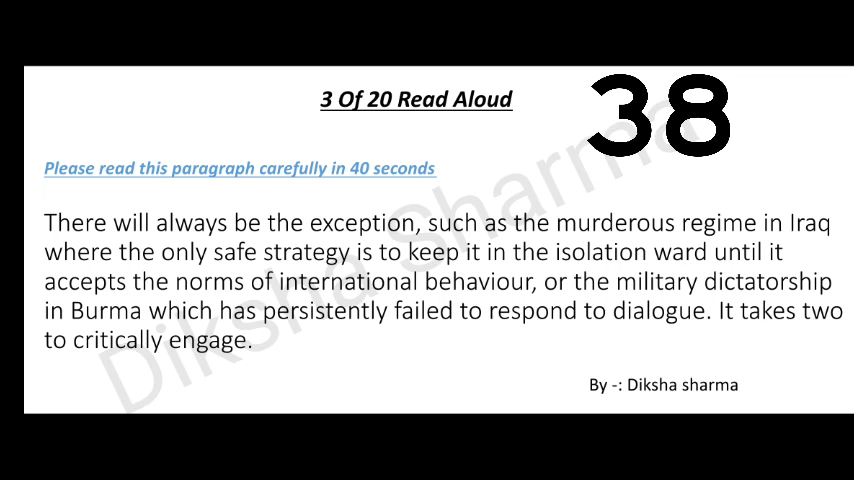 3 Of 20 Read Aloud
38
Please read this paragraph carefully in 40 seconds
There will always be the exception, such as the murderous regime in Iraq
where the only safe strategy is to keep it in the isolation ward until it
accepts the norms of international behaviour, or the military dictatorship
in Burma which has persistently failed to respond to dialogue. It takes two
to critically engage.
By -: Diksha sharma
Diksha Sharma